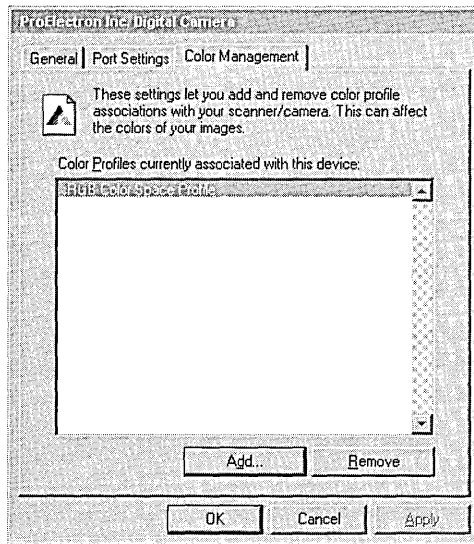 ProElectron Inc. Digital Camera
General Port Settings Color Management
These settings let you add and remove color profile
associations with your scanner/camera. This can affect
the colors of your images.
Color Profiles currently associated with this device:
RGB Color Space Profile
Add... Remove
OK Cancel Apply